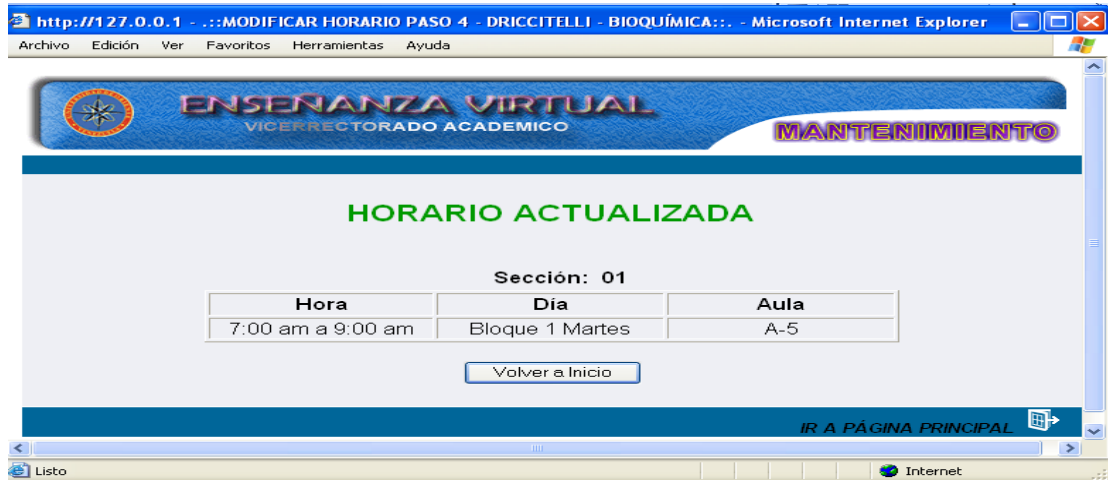 http://127.0.0.1 - .::MODIFICAR HORARIO PASO 4 - DRICCITELLI - BIOQUÍMICA::. - Microsoft Internet Explorer
Archivo Edición Ver Favoritos Herramientas Ayuda
ENSEÑANZA VIRTUAL
VICERRECTORADO ACADEMICO
MANTENIMIENTO
HORARIO ACTUALIZADA
Sección: 01
Hora Día Aula
7:00 am a 9:00 am Bloque 1 Martes A-5
Volver a Inicio
IR A PÁGINA PRINCIPAL
Listo Internet